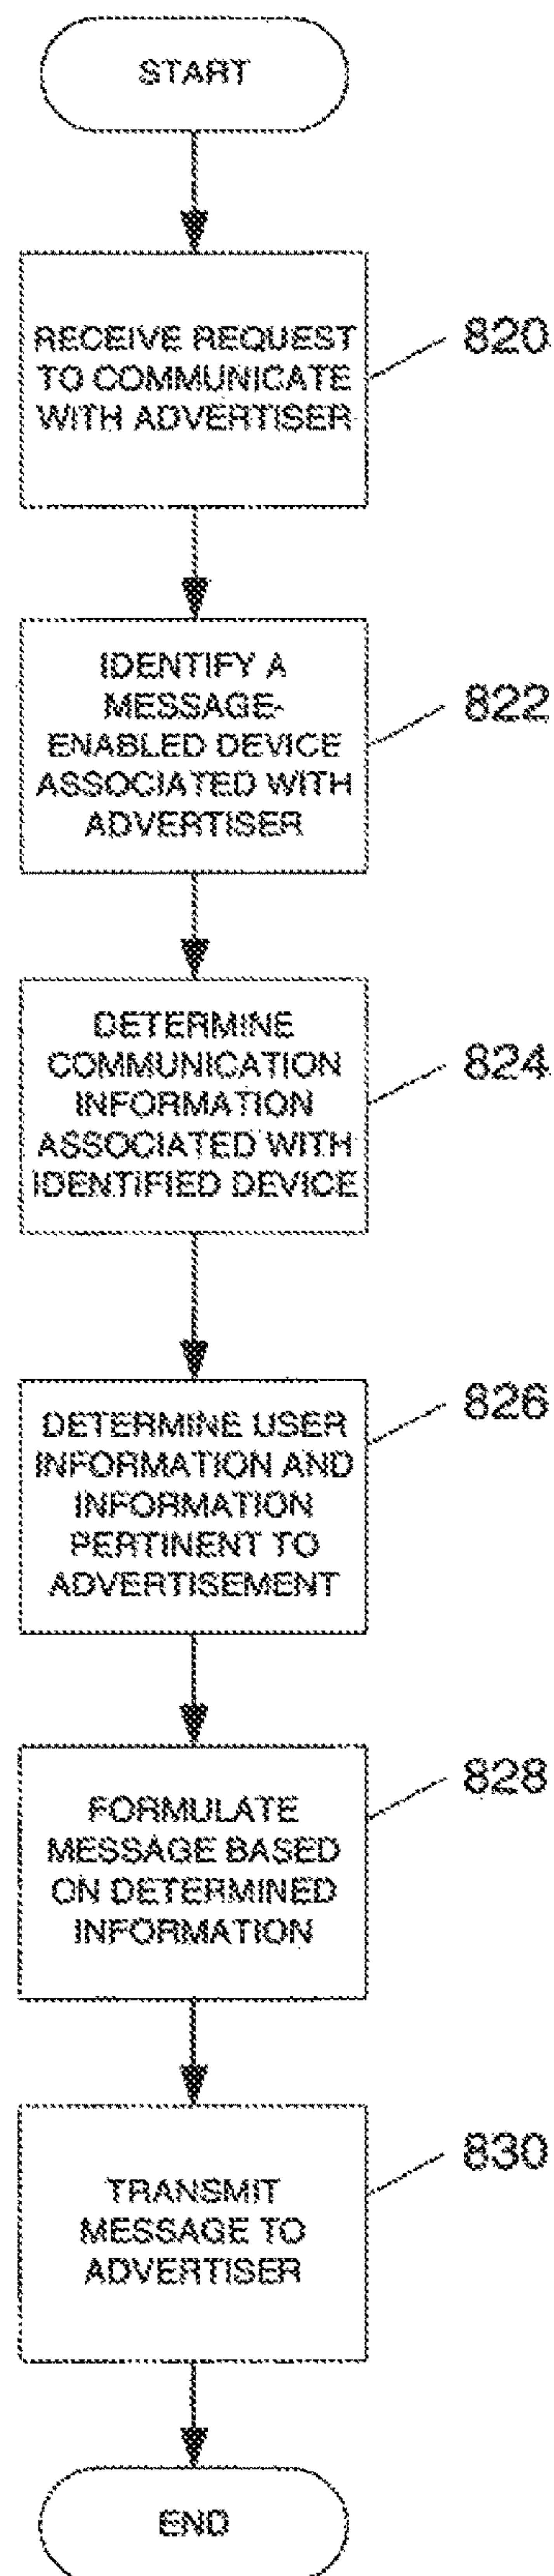 START
RECEIVE REQUEST
TO COMMUNICATE
WITH ADVERTISER
820
IDENTIFY A
MESSAGE-
ENABLED DEVICE
ASSOCIATED WITH
ADVERTISER
822
DETERMINE
COMMUNICATION
INFORMATION
ASSOCIATED WITH
IDENTIFIED DEVICE
824
DETERMINE USER
INFORMATION AND
INFORMATION
PERTINENT TO
ADVERTISEMENT
826
FORMULATE
MESSAGE BASED
ON DETERMINED
INFORMATION
828
TRANSMIT
MESSAGE TO
ADVERTISER
830
END